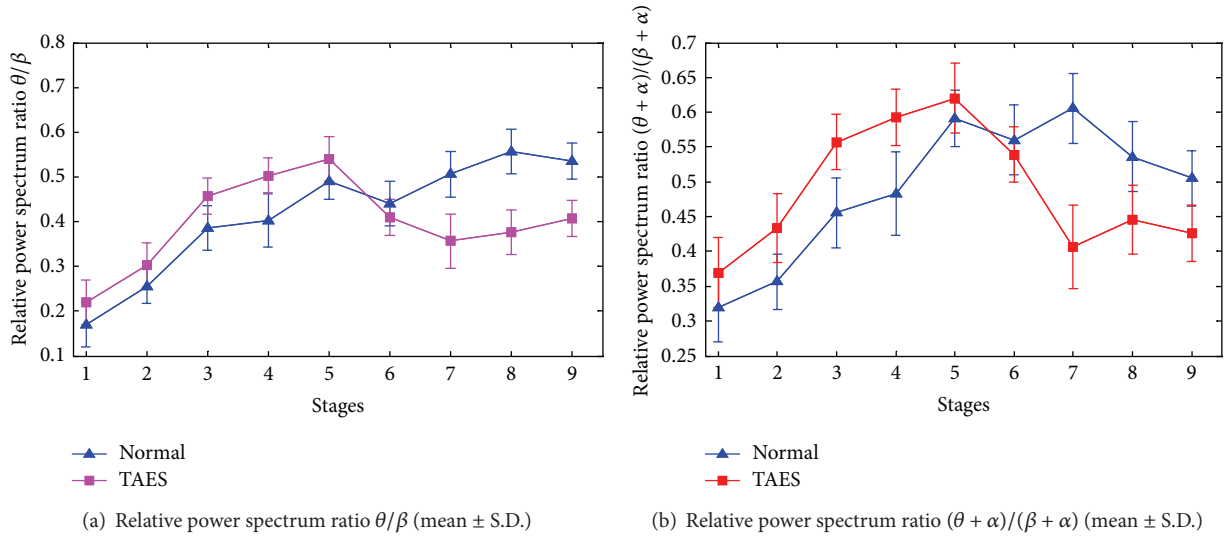 Relative power spectrum ratio θ/β
0.8
0.7
0.6
0.5
0.4
0.3
0.2
0.1
1 2 3 4 5 6 7 8 9
Stages
Normal
TAES
(a) Relative power spectrum ratio θ/β (mean ± S.D.)
Relative power spectrum ratio (θ + α)/(β + α)
0.7
0.65
0.6
0.55
0.5
0.45
0.4
0.35
0.3
0.25
1 2 3 4 5 6 7 8 9
Stages
Normal
TAES
(b) Relative power spectrum ratio (θ + α)/(β + α) (mean ± S.D.)